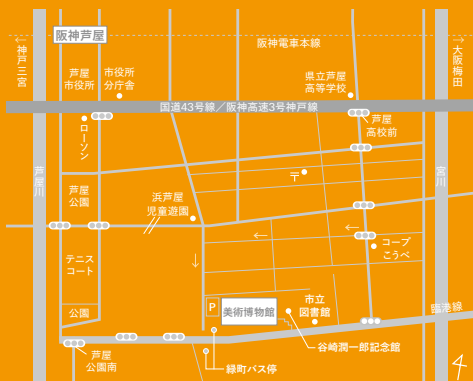 阪神芦屋
阪神電車本線
←
神戸三宮
→
大阪梅田
芦屋
市役所
市役所
分庁舎
県立芦屋
高等学校
国道43号線／阪神高速3号神戸線
ローソン
芦屋
高校前
芦屋川
宮川
〒
芦屋
公園
浜芦屋
児童遊園
コープ
こうべ
テニス
コート
公園
P
美術博物館
市立
図書館
臨港線
谷崎潤一郎記念館
芦屋
公園南
緑町バス停
4